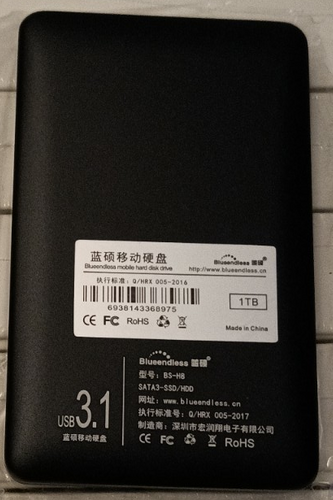 蓝硕移动硬盘
Blueendless 蓝硕
Blueendless mobile hard disk drive
http://www.blueendless.cn
执行标准: Q/HRX 005-2016
1TB
6938143368975
CE FC RoHS
Made in China
Blueendless 蓝硕
型号: BS-H8
SATA3-SSD/HDD
网址: www.blueendless.cn
执行标准号: Q/HRX 005-2017
制造商: 深圳市宏润翔电子有限公司
CE FC RoHS
USB 3.1
蓝硕移动硬盘